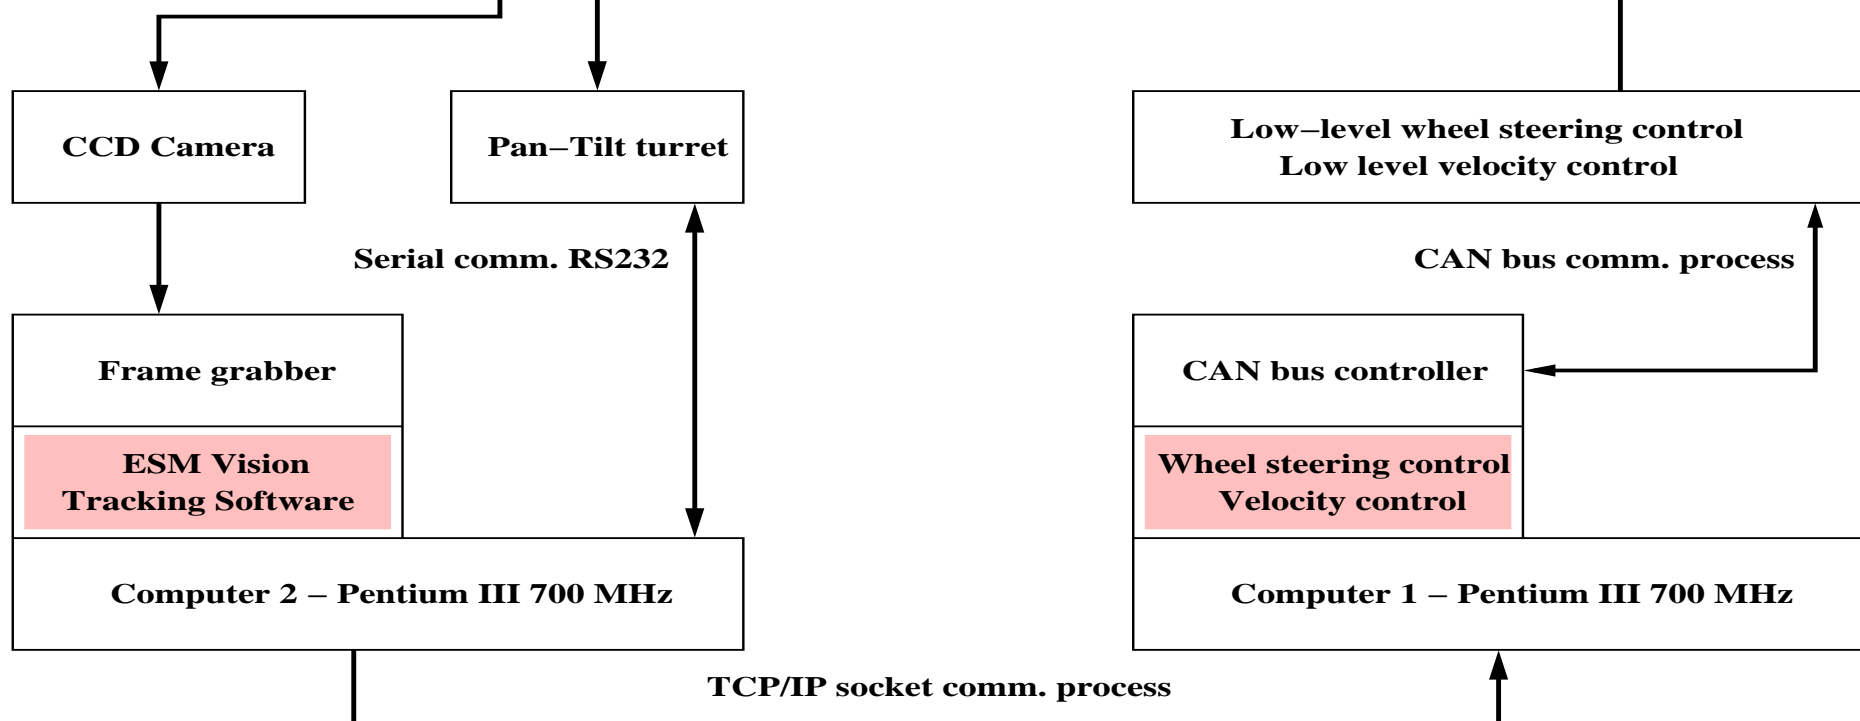 CCD Camera
Pan–Tilt turret
Low–level wheel steering control
Low level velocity control
Serial comm. RS232
CAN bus comm. process
Frame grabber
CAN bus controller
ESM Vision
Tracking Software
Wheel steering control
Velocity control
Computer 2 – Pentium III 700 MHz
Computer 1 – Pentium III 700 MHz
TCP/IP socket comm. process